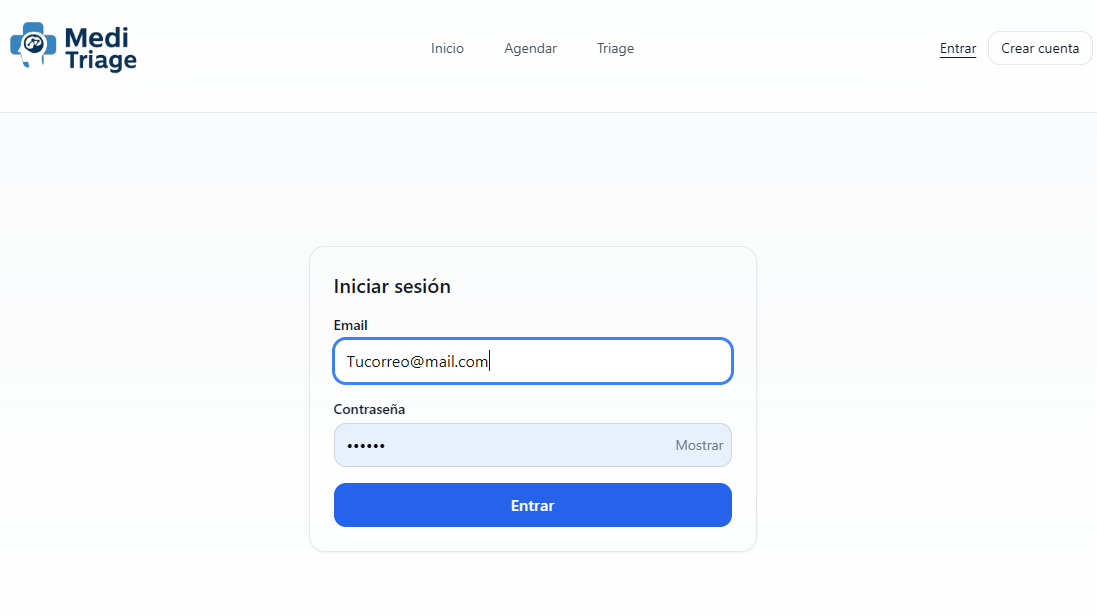 Medi
Triage
Inicio Agendar Triage
Entrar Crear cuenta
Iniciar sesión
Email
Tucorreo@mail.com
Contraseña
•••••• Mostrar
Entrar